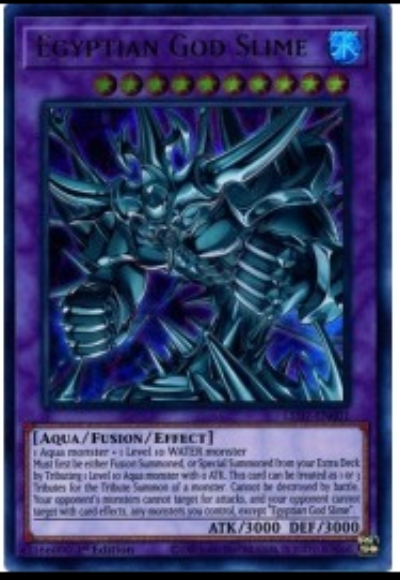 EGYPTIAN GOD SLIME
[AQUA/FUSION/EFFECT]
1 Aqua monster + 1 Level 10 WATER monster
Must first be either Fusion Summoned, or Special Summoned from your Extra Deck
by Tributing 1 Level 10 Aqua monster with 0 ATK. This card can be treated as 1 or 3
Tributes for the Tribute Summon of a monster. Cannot be destroyed by battle.
Your opponent's monsters cannot target for attacks, and your opponent cannot
target with card effects, any monsters you control, except "Egyptian God Slime".
ATK/3000 DEF/3000
1st Edition